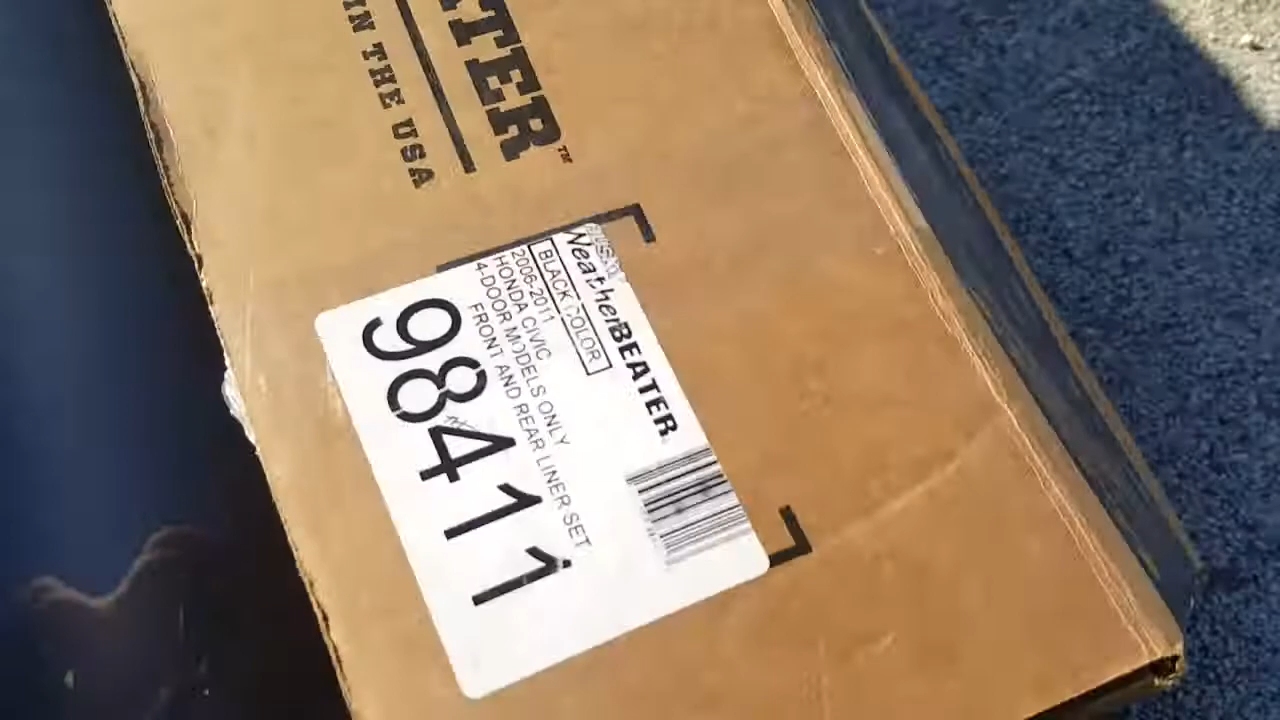 TER™
IN THE USA
WeatherBEATER
BLACK COLOR
2006-2011
HONDA CIVIC
4-DOOR MODELS ONLY
FRONT AND REAR LINER SET
98411